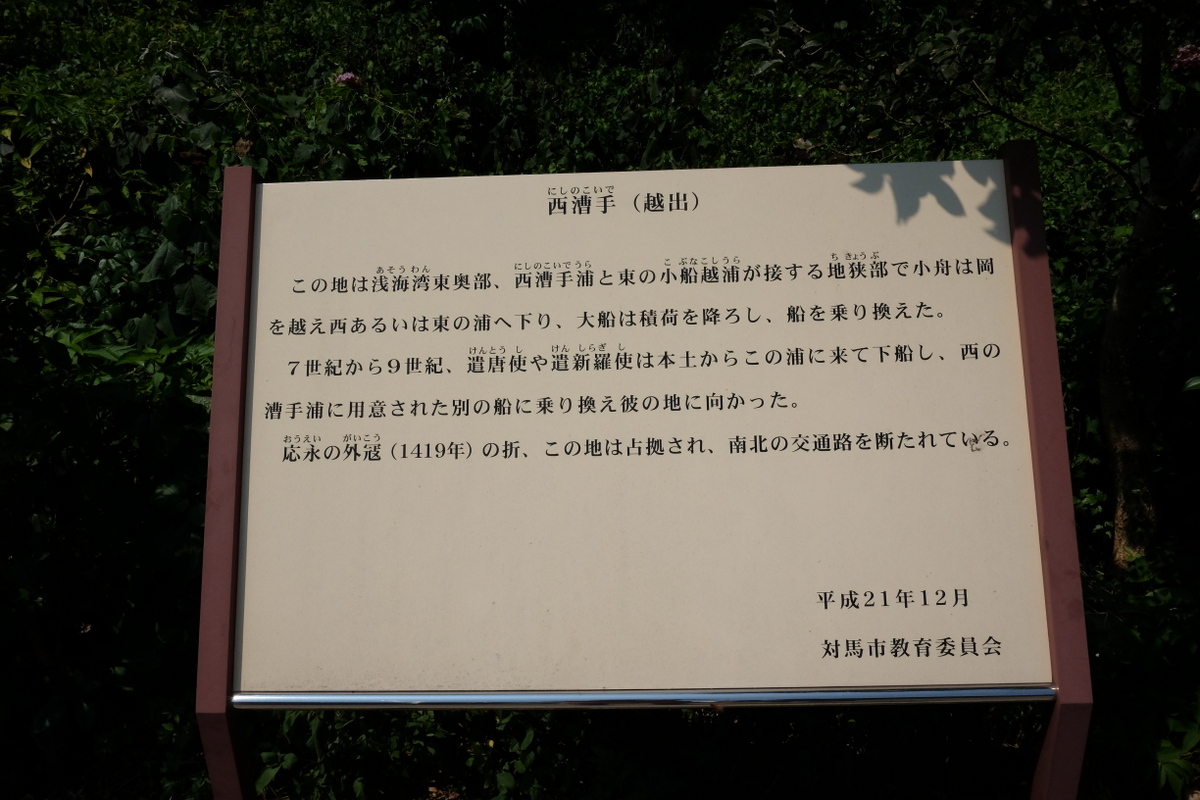 にしのこいで
西漕手（越出）
あそうわん にしのこいでうら こ ぶなこしうら ち きょうぶ
この地は浅海湾東奥部、西漕手浦と東の小船越浦が接する地狭部で小舟は岡
を越え西あるいは東の浦へ下り、大船は積荷を降ろし、船を乗り換えた。
けんとう し けん しらぎ し
７世紀から９世紀、遣唐使や遣新羅使は本土からこの浦に来て下船し、西の
漕手浦に用意された別の船に乗り換え彼の地に向かった。
おうえい がいこう
応永の外寇（1419年）の折、この地は占拠され、南北の交通路を断たれている。
平成21年12月
対馬市教育委員会